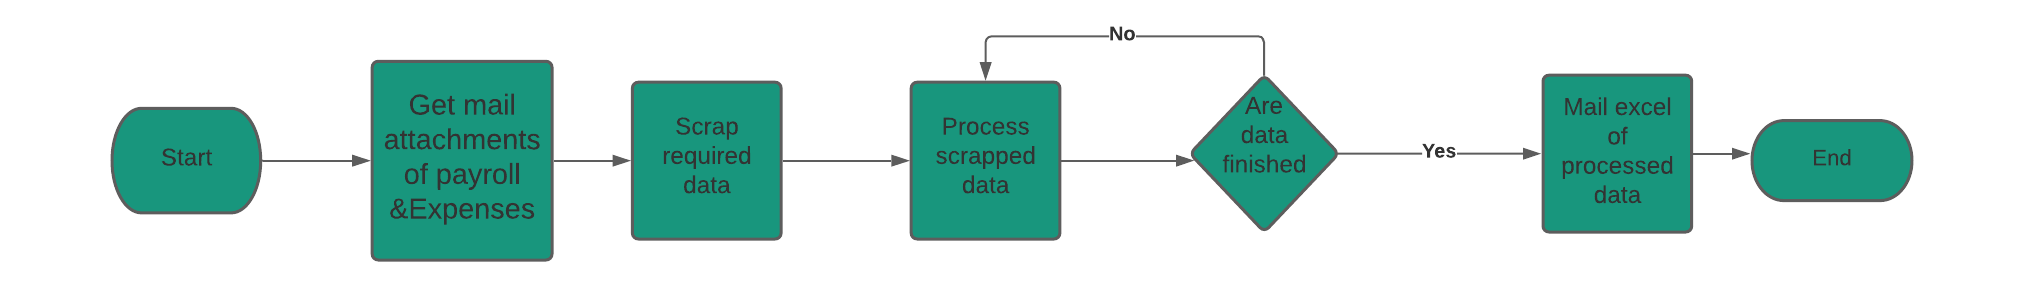 Start
Get mail
attachments
of payroll
&Expenses
Scrap
required
data
Process
scrapped
data
No
Are
data
finished
Yes
Mail excel
of
processed
data
End